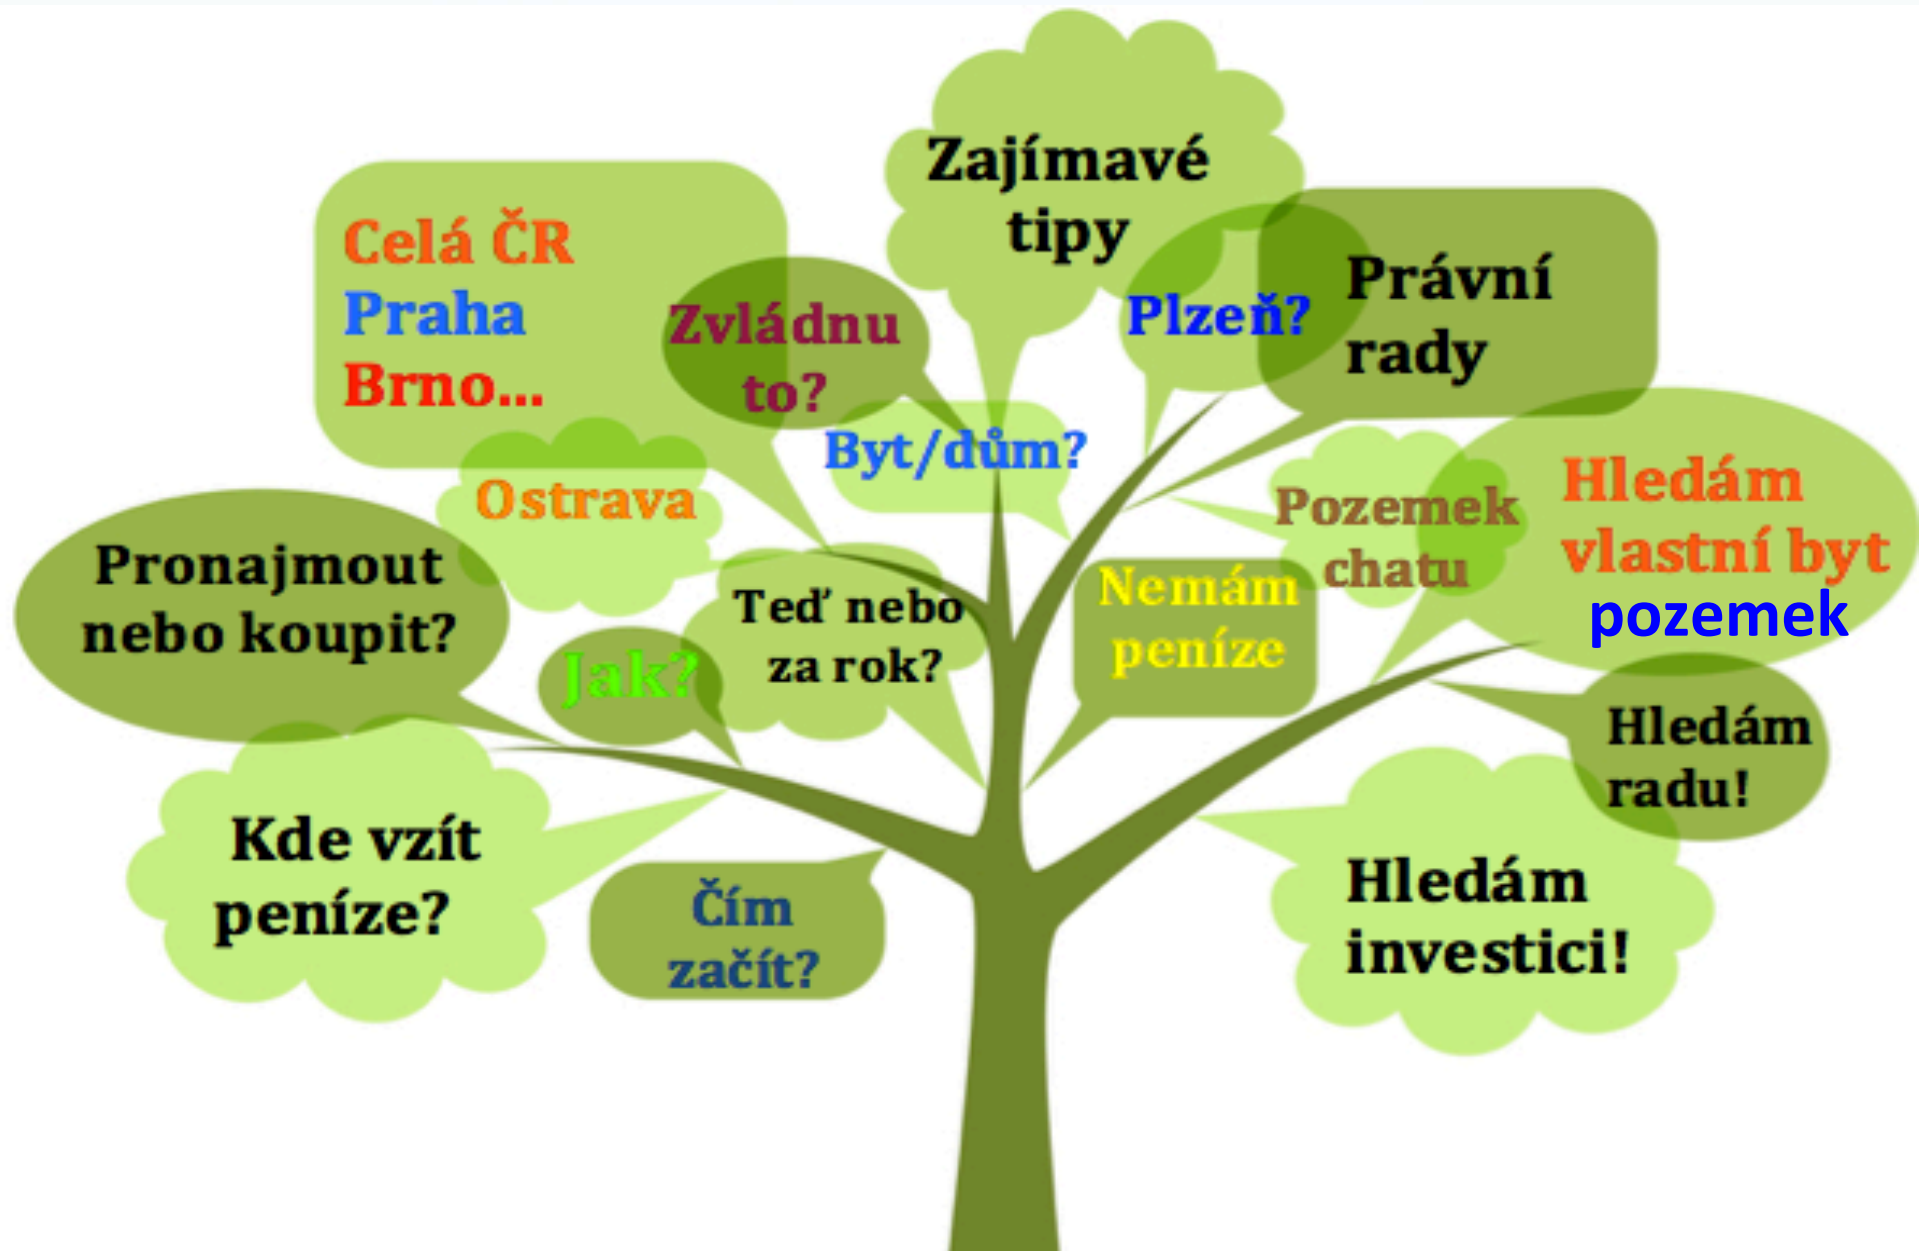 Zajímavé
tipy
Celá ČR
Praha
Brno...
Zvládnu
to?
Plzeň?
Právní
rady
Byt/dům?
Ostrava
Pozemek
chatu
Hledám
vlastní byt
pozemek
Pronajmout
nebo koupit?
Jak?
Teď nebo
za rok?
Nemám
peníze
Hledám
radu!
Kde vzít
peníze?
Čím
začít?
Hledám
investici!